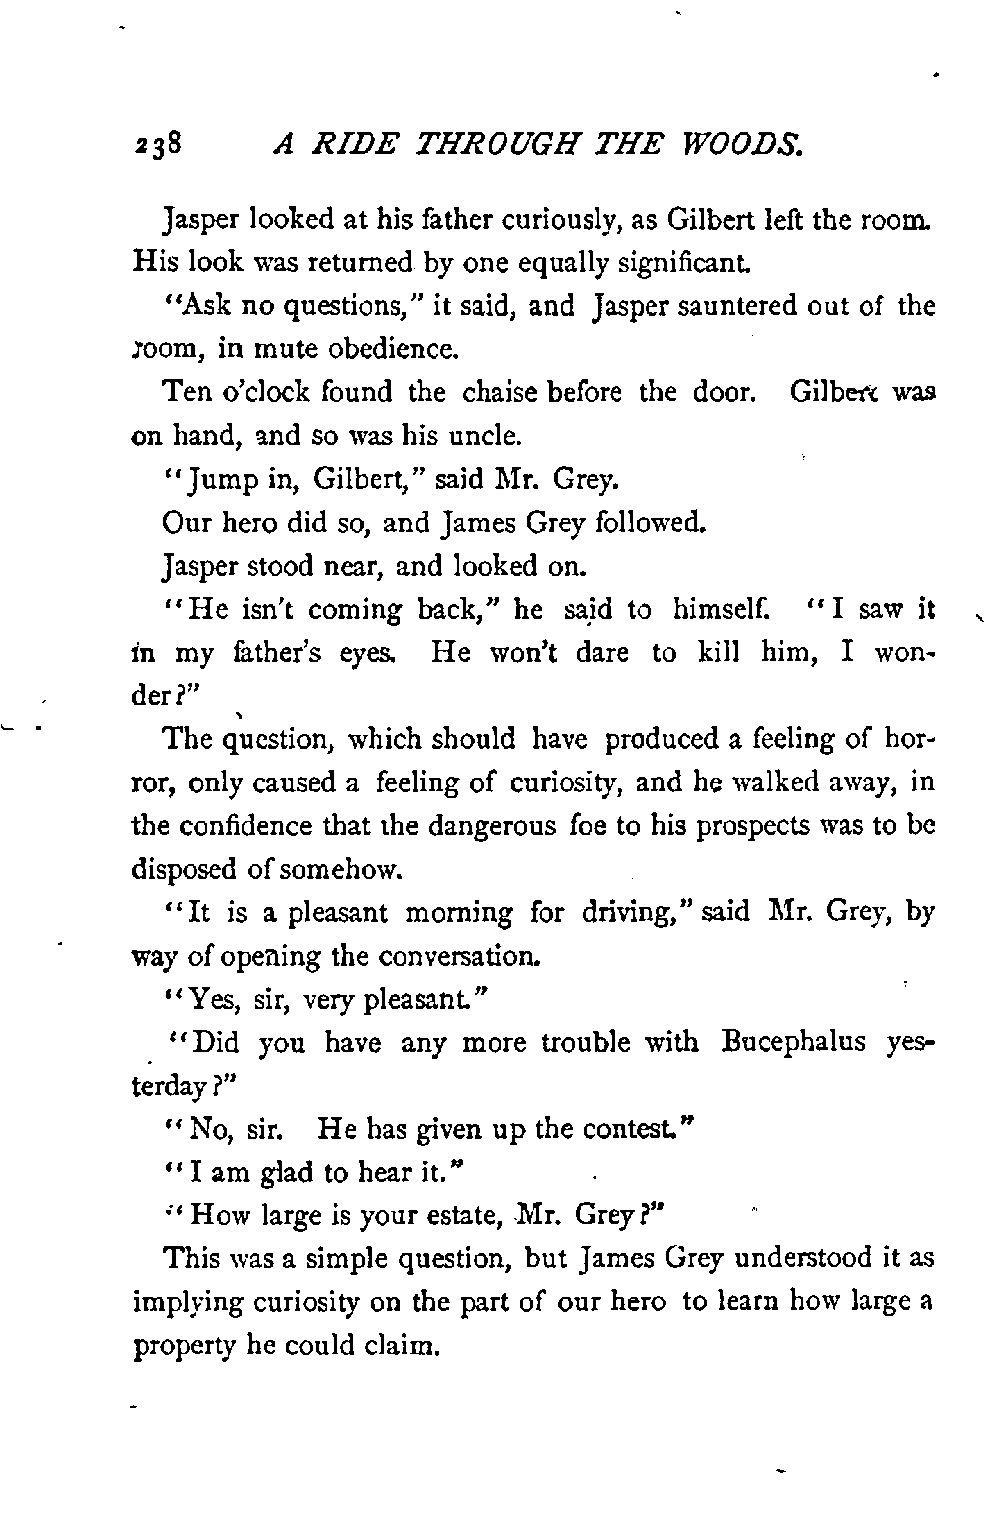 238 A RIDE THROUGH THE WOODS.
Jasper looked at his father curiously, as Gilbert left the room.
His look was returned by one equally significant.
"Ask no questions," it said, and Jasper sauntered out of the
room, in mute obedience.
Ten o'clock found the chaise before the door. Gilbert was
on hand, and so was his uncle.
"Jump in, Gilbert," said Mr. Grey.
Our hero did so, and James Grey followed.
Jasper stood near, and looked on.
"He isn't coming back," he said to himself. "I saw it
in my father's eyes. He won't dare to kill him, I won-
der?"
The question, which should have produced a feeling of hor-
ror, only caused a feeling of curiosity, and he walked away, in
the confidence that the dangerous foe to his prospects was to be
disposed of somehow.
"It is a pleasant morning for driving," said Mr. Grey, by
way of opening the conversation.
"Yes, sir, very pleasant."
"Did you have any more trouble with Bucephalus yes-
terday?"
"No, sir. He has given up the contest."
"I am glad to hear it."
"How large is your estate, Mr. Grey?"
This was a simple question, but James Grey understood it as
implying curiosity on the part of our hero to learn how large a
property he could claim.